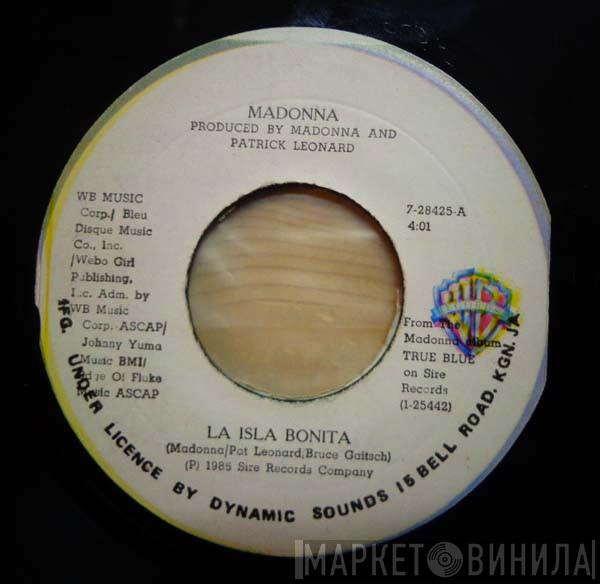 MADONNA
PRODUCED BY MADONNA AND
PATRICK LEONARD
WB MUSIC
Corp./ Bleu
Disque Music
Co., Inc.
/Webo Girl
Publishing,
Inc. Adm. by
WB Music
Corp. ASCAP/
Johnny Yuma
Music BMI/
Edge Of Fluke
Music ASCAP
7-28425-A
4:01
From The
Madonna album
TRUE BLUE
on Sire
Records
(1-25442)
LA ISLA BONITA
(Madonna/Pat Leonard, Bruce Gaitsch)
(P) 1985 Sire Records Company
MFG. UNDER LICENCE BY DYNAMIC SOUNDS 15 BELL ROAD. KGN. JA
МАРКЕТ ВИНИЛА